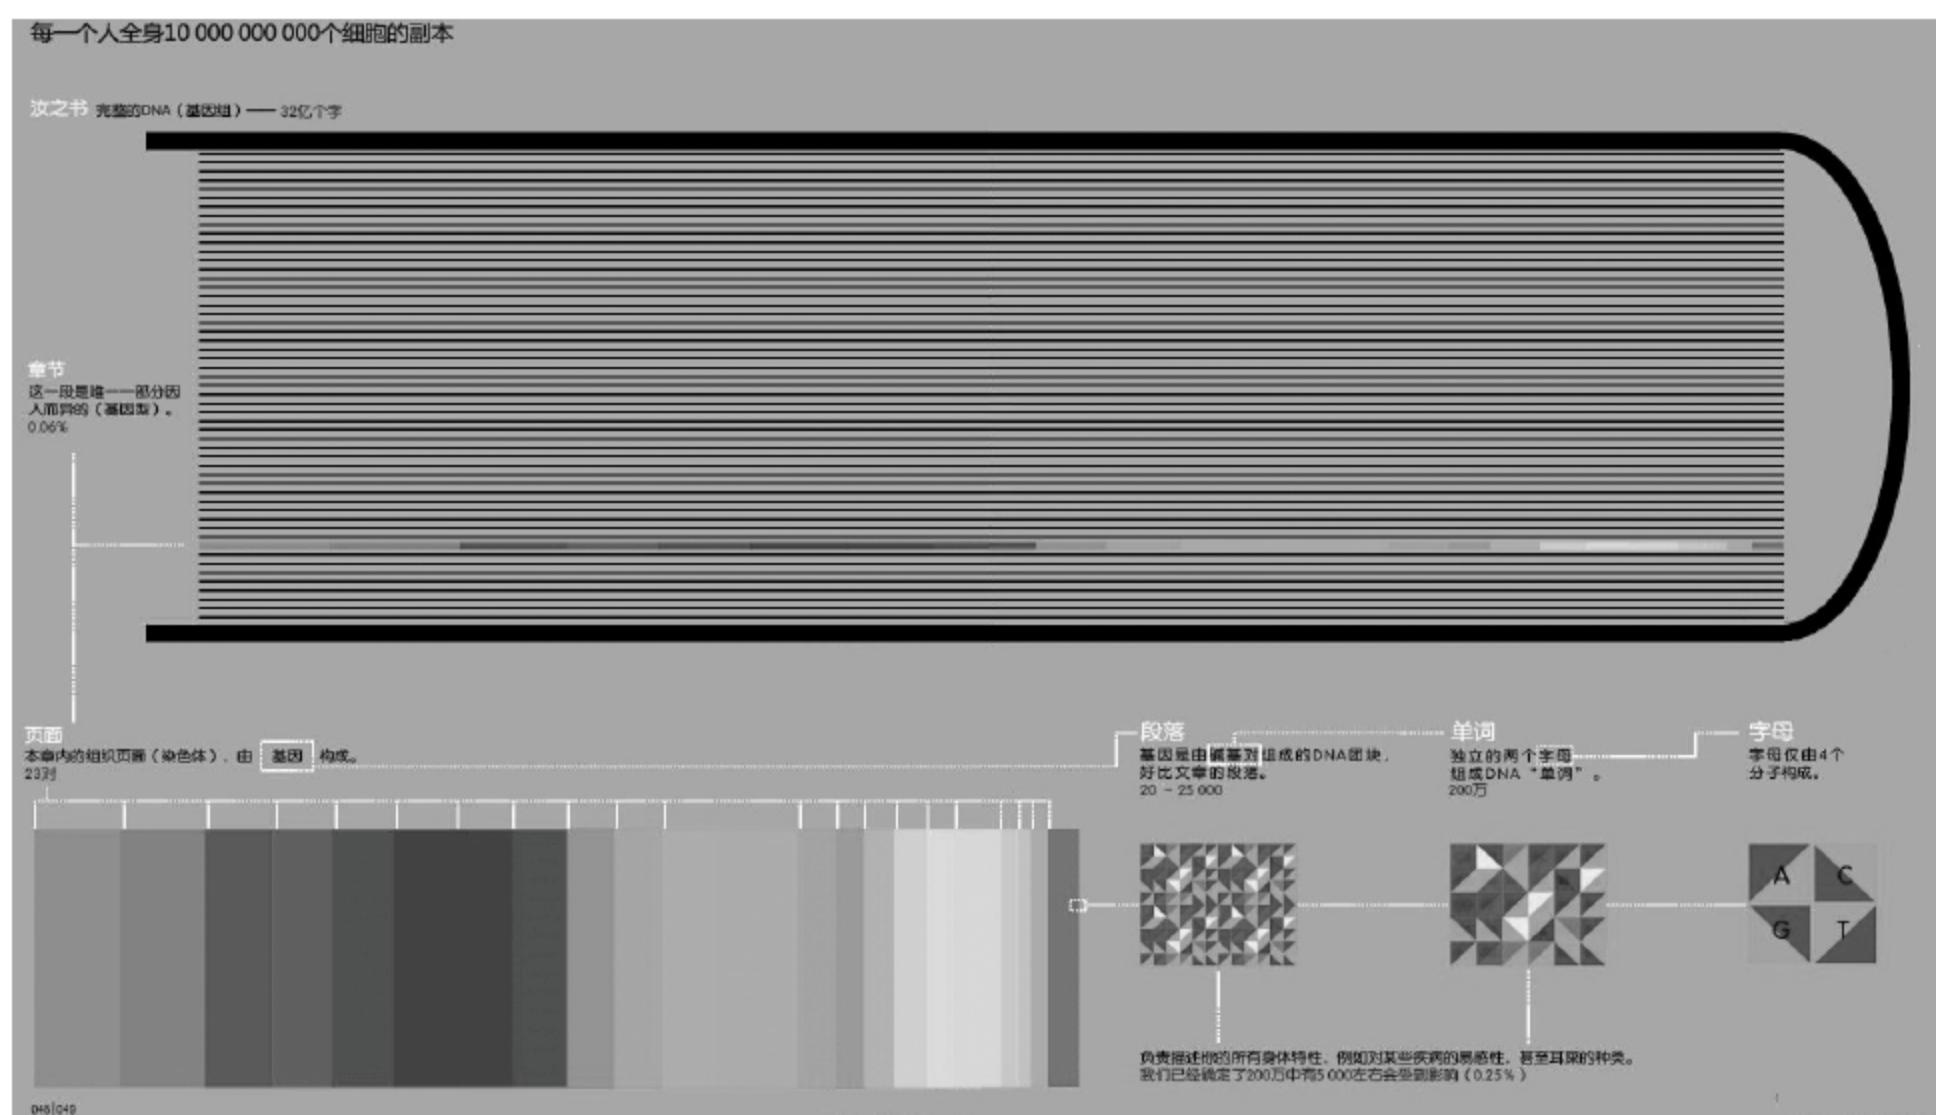 每一个人全身10 000 000 000个细胞的副本
汝之书 完整的DNA（基因组）—— 32亿个字
章节
这一段是唯一一部分因
人而异的（基因型）。
0.06%
页面
本章内的组织页面（染色体）、由 基因 构成。
23对
段落
基因是由碱基对组成的DNA团块，
好比文章的段落。
20 - 25 000
单词
独立的两个字母
组成DNA“单词”。
200万
字母
字母仅由4个
分子构成。
A
C
G
T
负责描述你的所有身体特性、例如对某些疾病的易感性、甚至耳屎的种类。
我们已经确定了200万中有5 000左右会受到影响（0.25%）
048|049